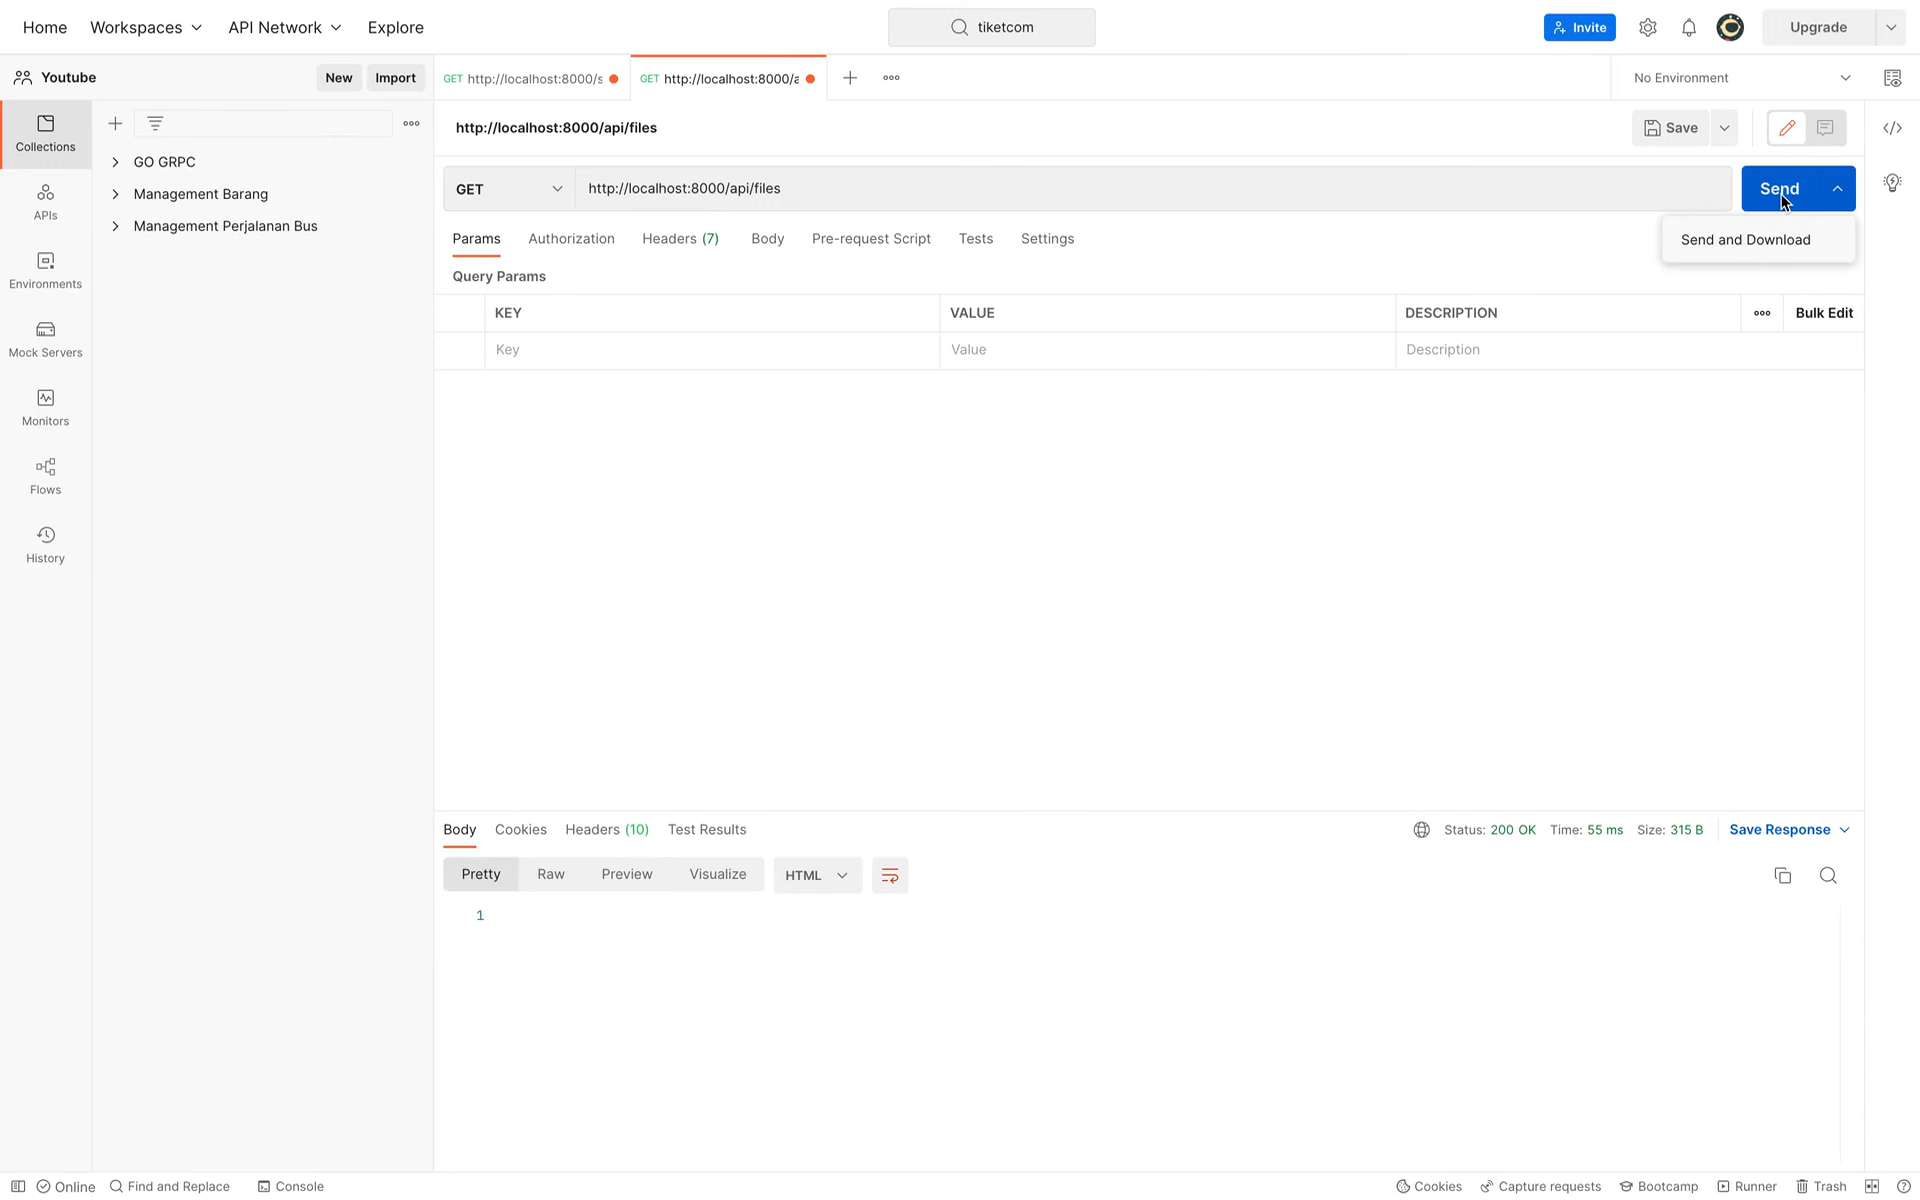 Home Workspaces API Network Explore
tiketcom
Invite
Upgrade
Youtube
New Import
GET http://localhost:8000/s
GET http://localhost:8000/a
No Environment
Collections
APIs
Environments
Mock Servers
Monitors
Flows
History
GO GRPC
Management Barang
Management Perjalanan Bus
http://localhost:8000/api/files
Save
GET http://localhost:8000/api/files
Send
Send and Download
Params Authorization Headers (7) Body Pre-request Script Tests Settings
Query Params
KEY VALUE DESCRIPTION Bulk Edit
Key Value Description
Body Cookies Headers (10) Test Results
Status: 200 OK Time: 55 ms Size: 315 B Save Response
Pretty Raw Preview Visualize HTML
1
Online Find and Replace Console
Cookies Capture requests Bootcamp Runner Trash